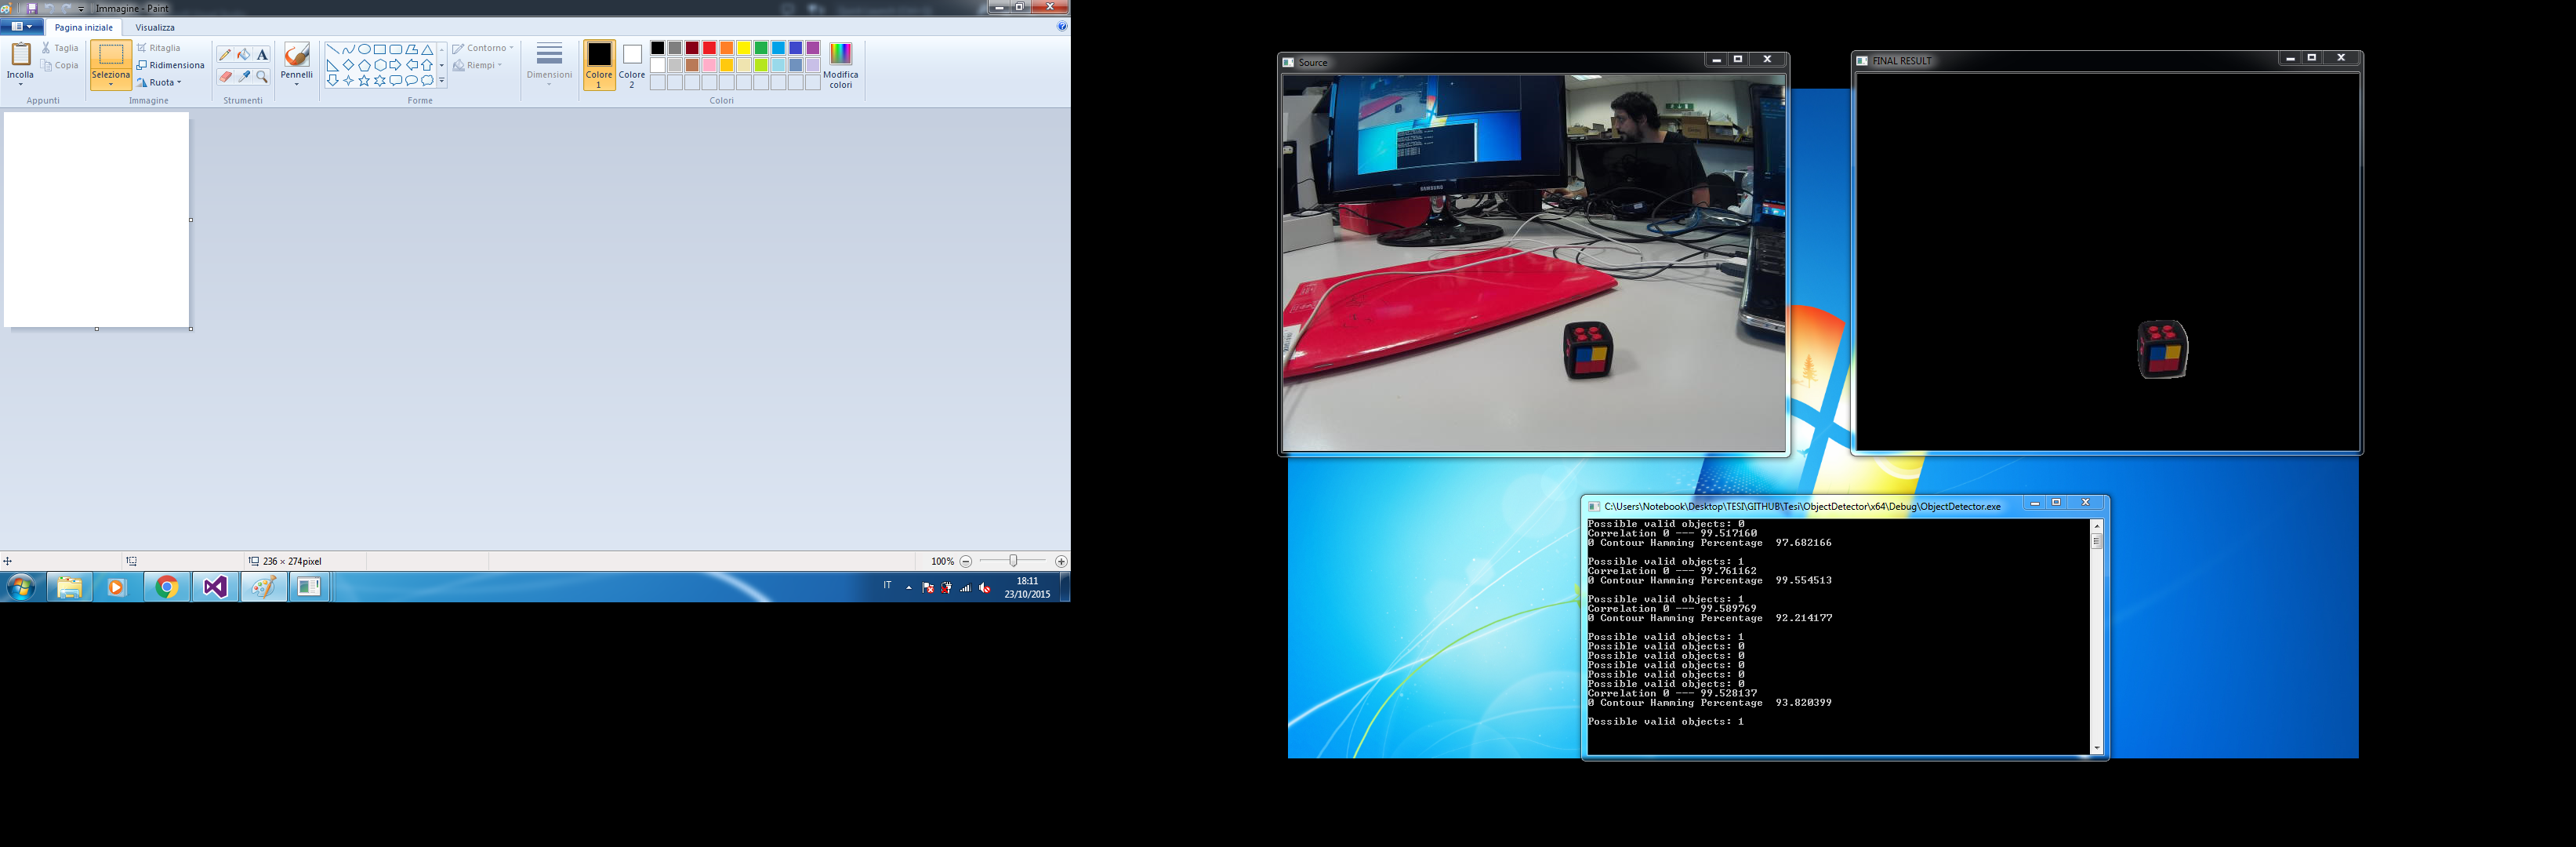 Immagine - Paint
Pagina iniziale Visualizza
Incolla
Taglia
Copia
Appunti
Seleziona
Ritaglia
Ridimensiona
Ruota
Immagine
Strumenti
Pennelli
Forme
Contorno
Riempi
Dimensioni
Colore
1
Colore
2
Colori
Modifica
colori
236 × 274pixel
100%
IT
18:11
23/10/2015
Source
SAMSUNG
FINAL RESULT
C:\Users\Notebook\Desktop\TESI\GITHUB\Tesi\ObjectDetector\x64\Debug\ObjectDetector.exe
Possible valid objects: 0
Correlation 0 --- 99.517160
0 Contour Hamming Percentage 97.682166
Possible valid objects: 1
Correlation 0 --- 99.761162
0 Contour Hamming Percentage 99.554513
Possible valid objects: 1
Correlation 0 --- 99.589769
0 Contour Hamming Percentage 92.214177
Possible valid objects: 1
Possible valid objects: 0
Possible valid objects: 0
Possible valid objects: 0
Possible valid objects: 0
Possible valid objects: 0
Correlation 0 --- 99.528137
0 Contour Hamming Percentage 93.820399
Possible valid objects: 1